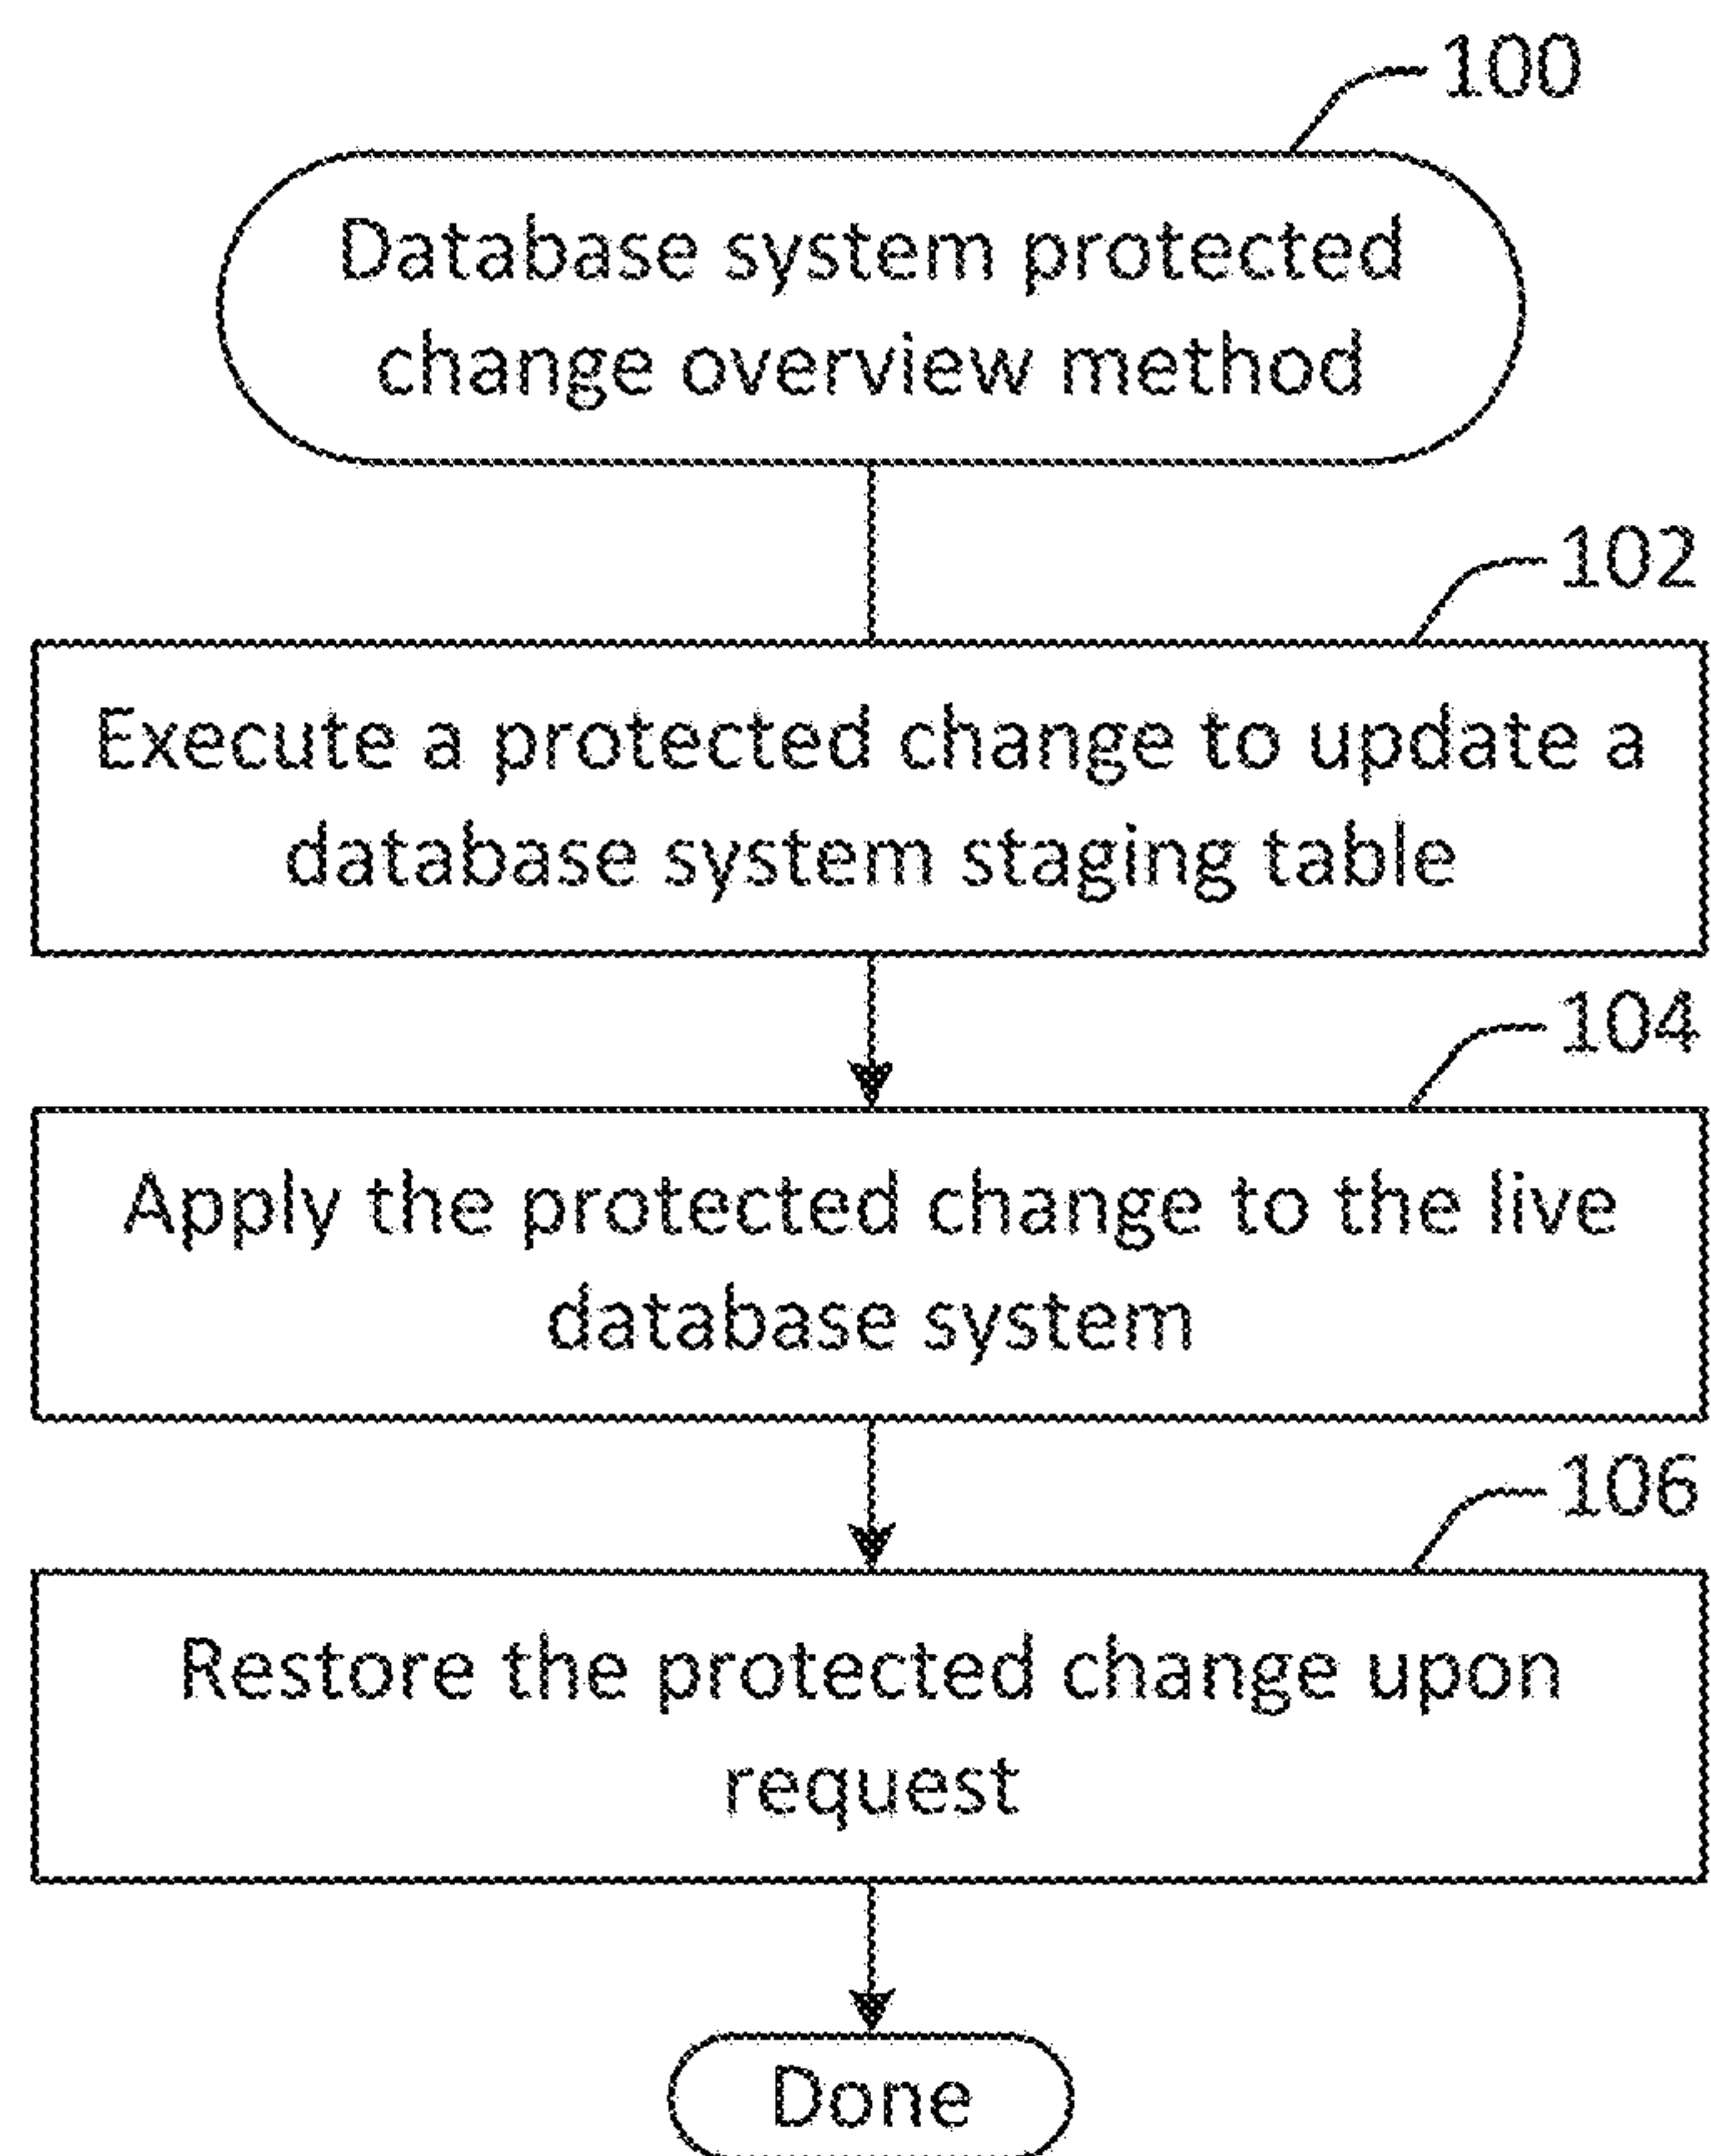 100
Database system protected
change overview method
102
Execute a protected change to update a
database system staging table
104
Apply the protected change to the live
database system
106
Restore the protected change upon
request
Done